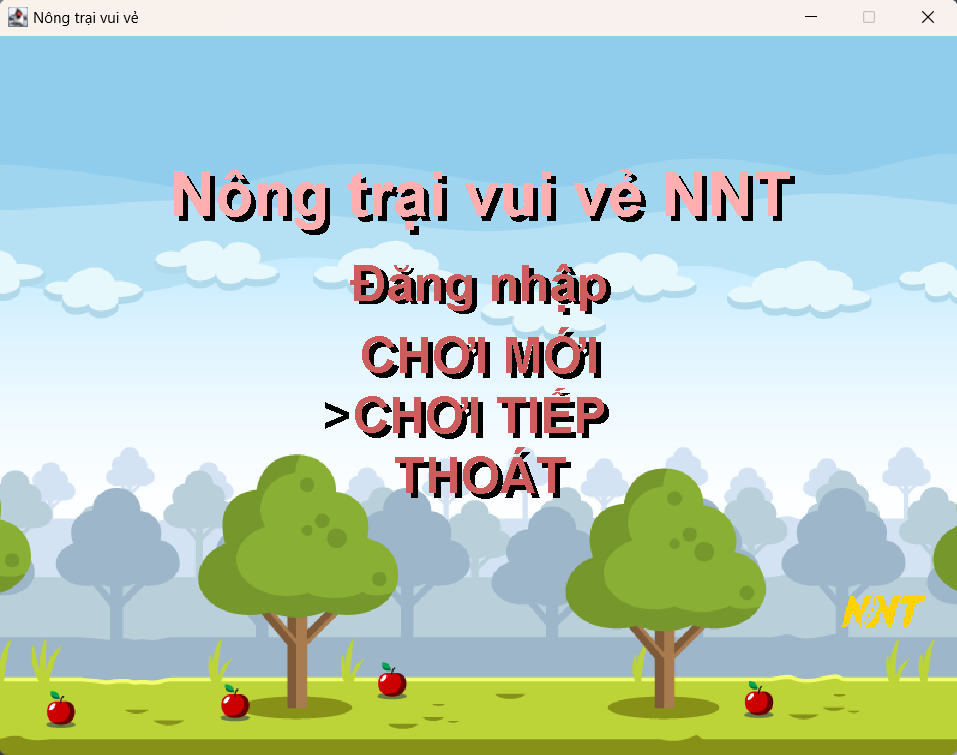 Nông trại vui vẻ
Nông trại vui vẻ NNT
Đăng nhập
CHƠI MỚI
>CHƠI TIẾP
THOÁT
NNT